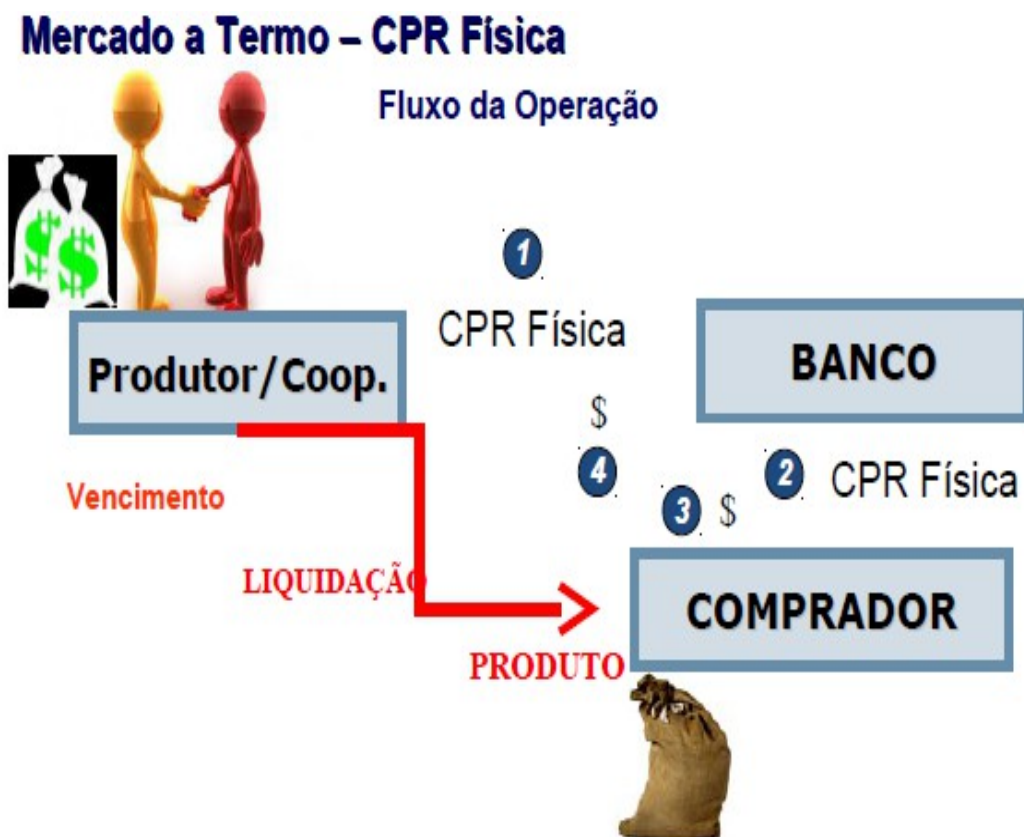 Mercado a Termo – CPR Física
Fluxo da Operação
$
$
1
CPR Física
Produtor/Coop.
BANCO
$
4
3 $
2 CPR Física
Vencimento
LIQUIDAÇÃO
COMPRADOR
PRODUTO